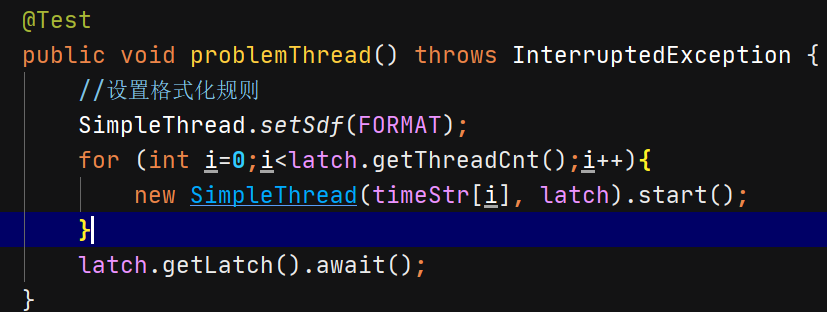 @Test
public void problemThread() throws InterruptedException {
//设置格式化规则
SimpleThread.setSdf(FORMAT);
for (int i=0;i<latch.getThreadCnt();i++){
new SimpleThread(timeStr[i], latch).start();
}
latch.getLatch().await();
}